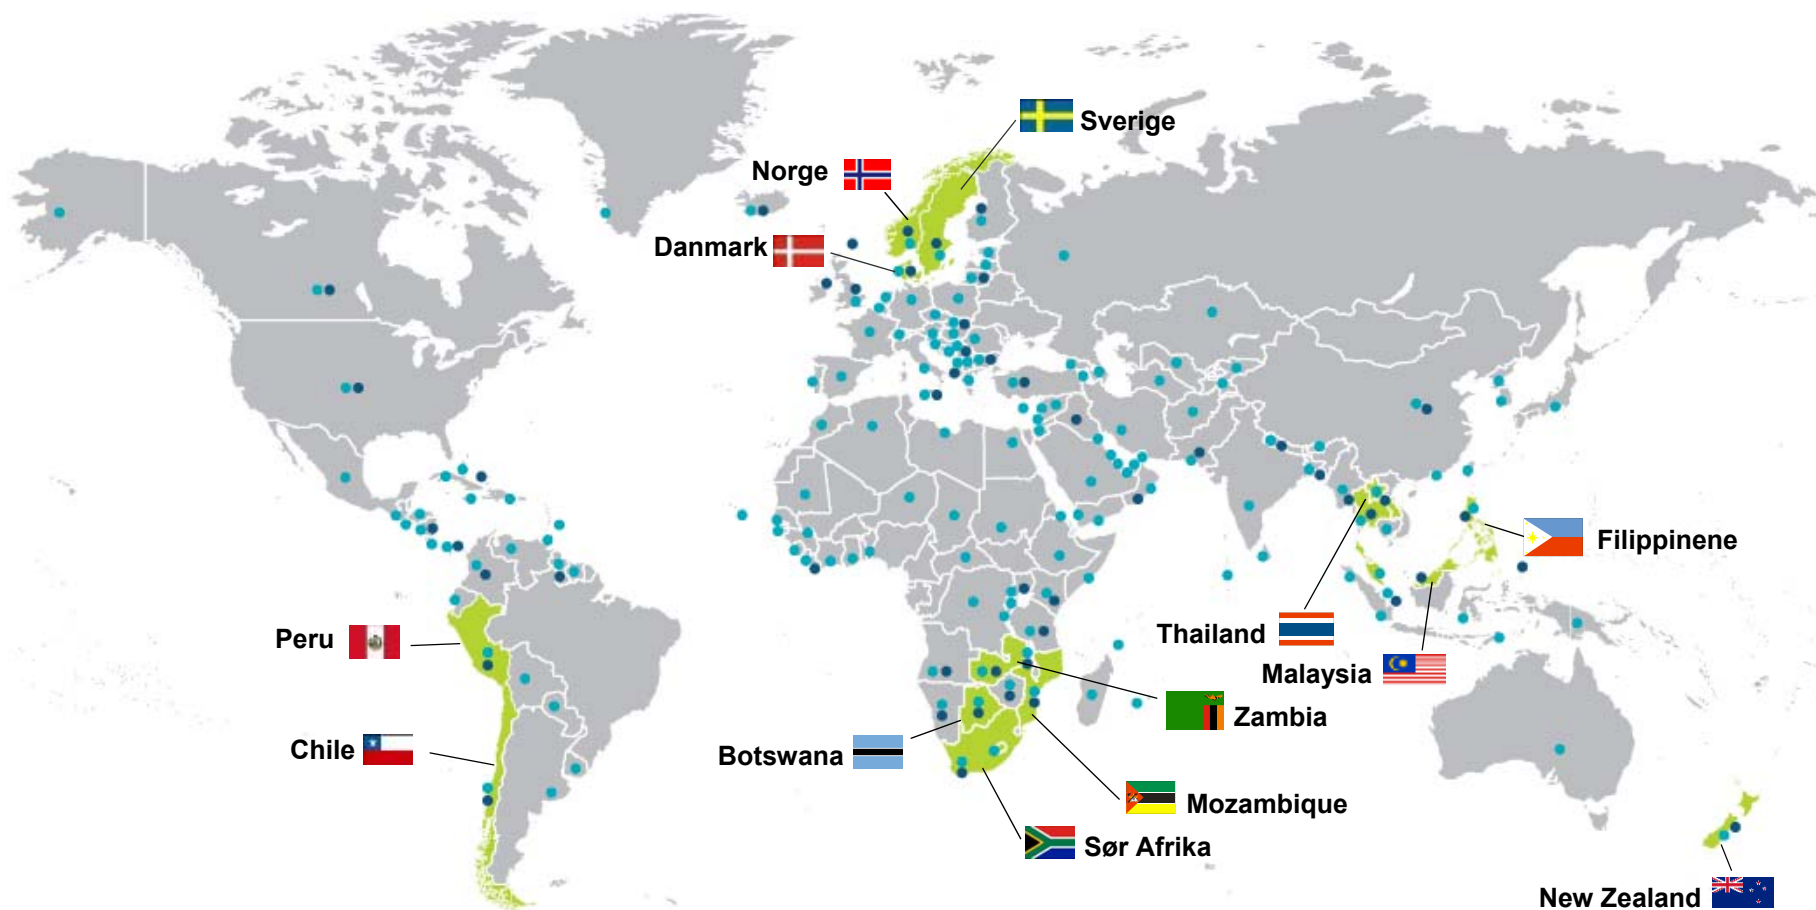 Sverige
Norge
Danmark
Filippinene
Thailand
Peru
Malaysia
Zambia
Chile
Botswana
Mozambique
Sør Afrika
New Zealand